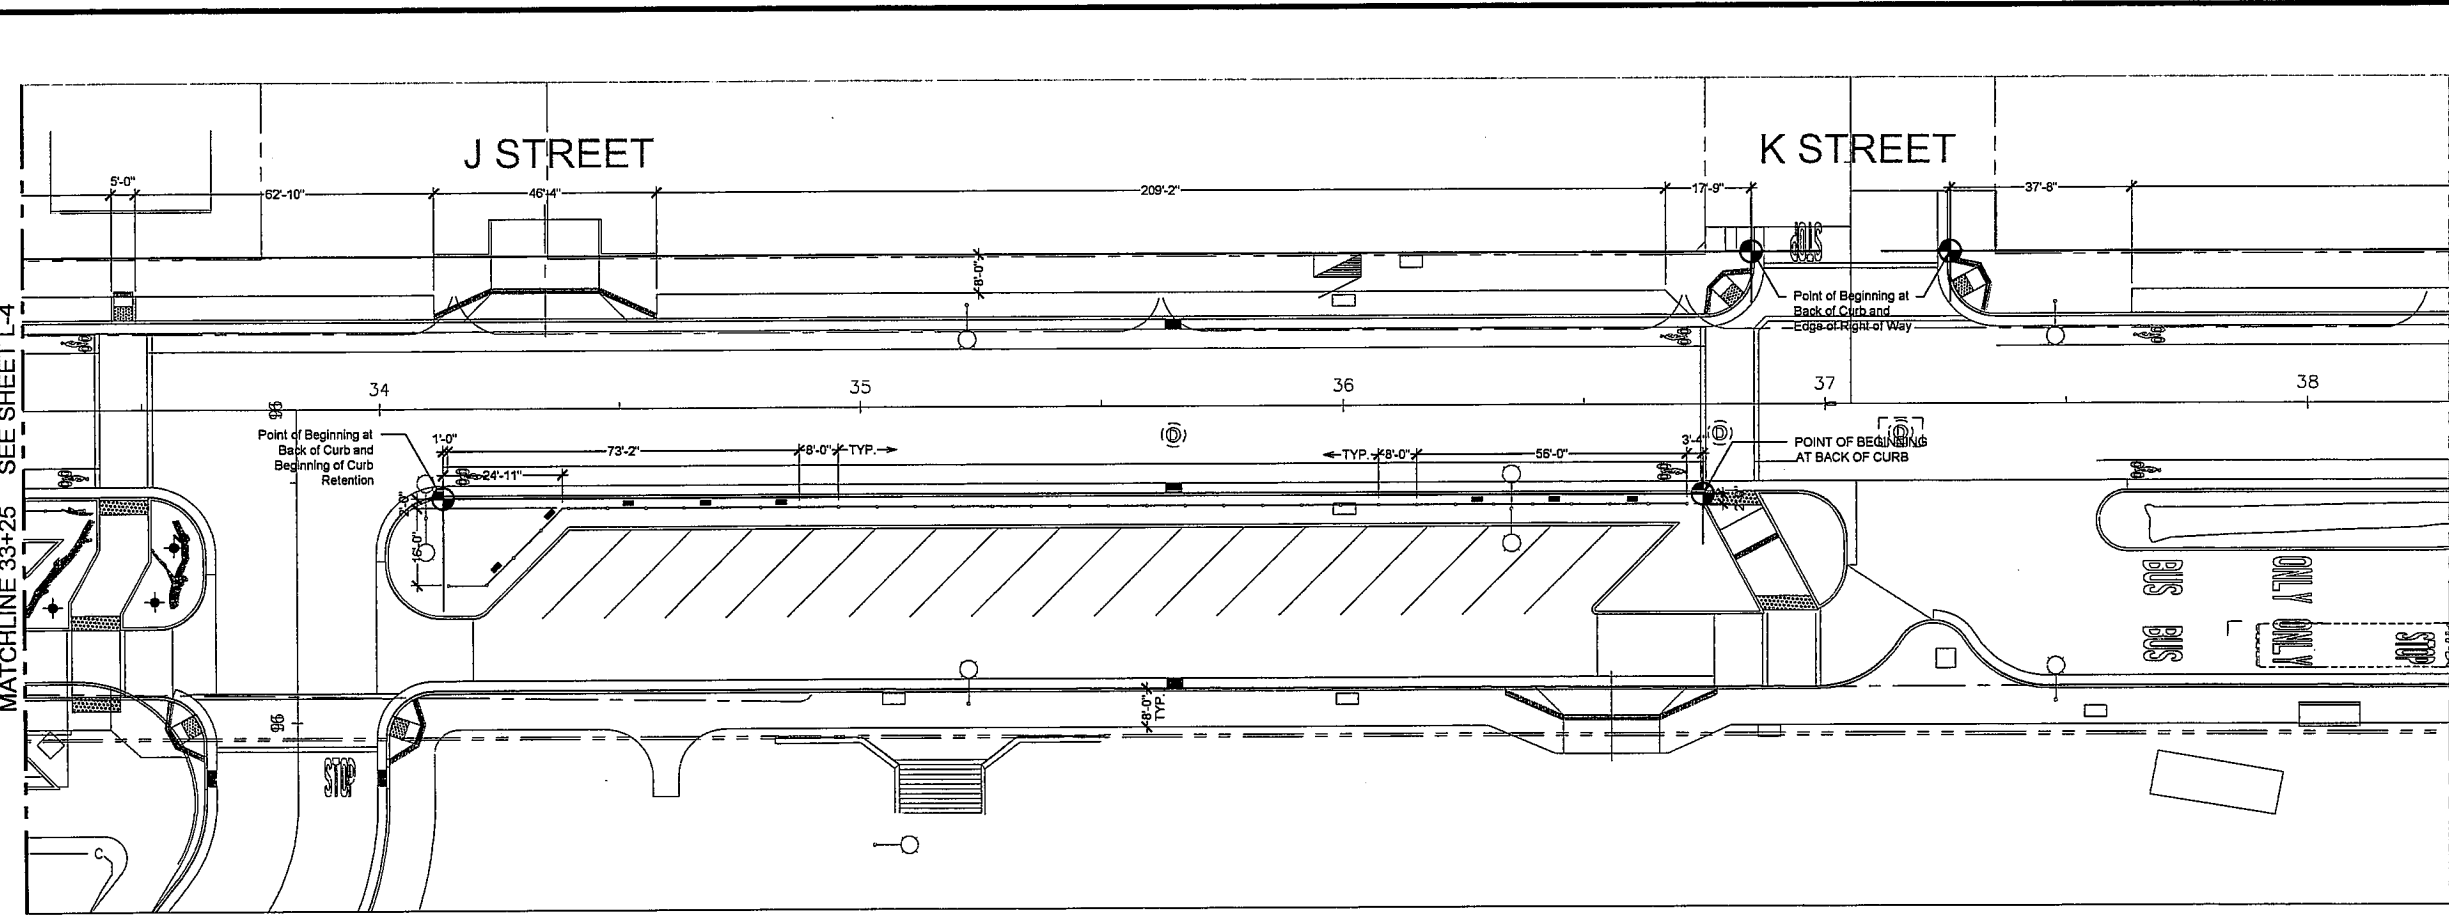 J STREET
K STREET
5'-0"
62'-10"
46'-4"
209'-2"
17'-9"
37'-8"
8'-0"
STOP
Point of Beginning at
Back of Curb and
Edge of Right of Way
MATCHLINE 33+25 SEE SHEET L-4
34
35
36
37
38
96
Point of Beginning at
Back of Curb and
Beginning of Curb
Retention
1'-0"
73'-2"
8'-0"
TYP.
TYP.
8'-0"
56'-0"
3'-4"
D
D
D
POINT OF BEGINNING
AT BACK OF CURB
24'-11"
16'-0"
BUS
ONLY
BUS
ONLY
STOP
8'-0"
TYP.
96
STOP
C